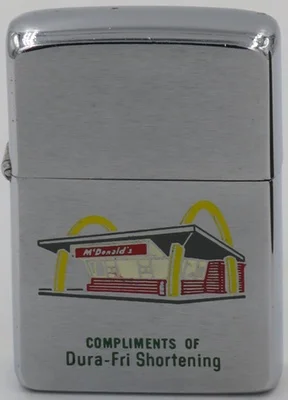 McDonald's
COMPLIMENTS OF
Dura-Fri Shortening